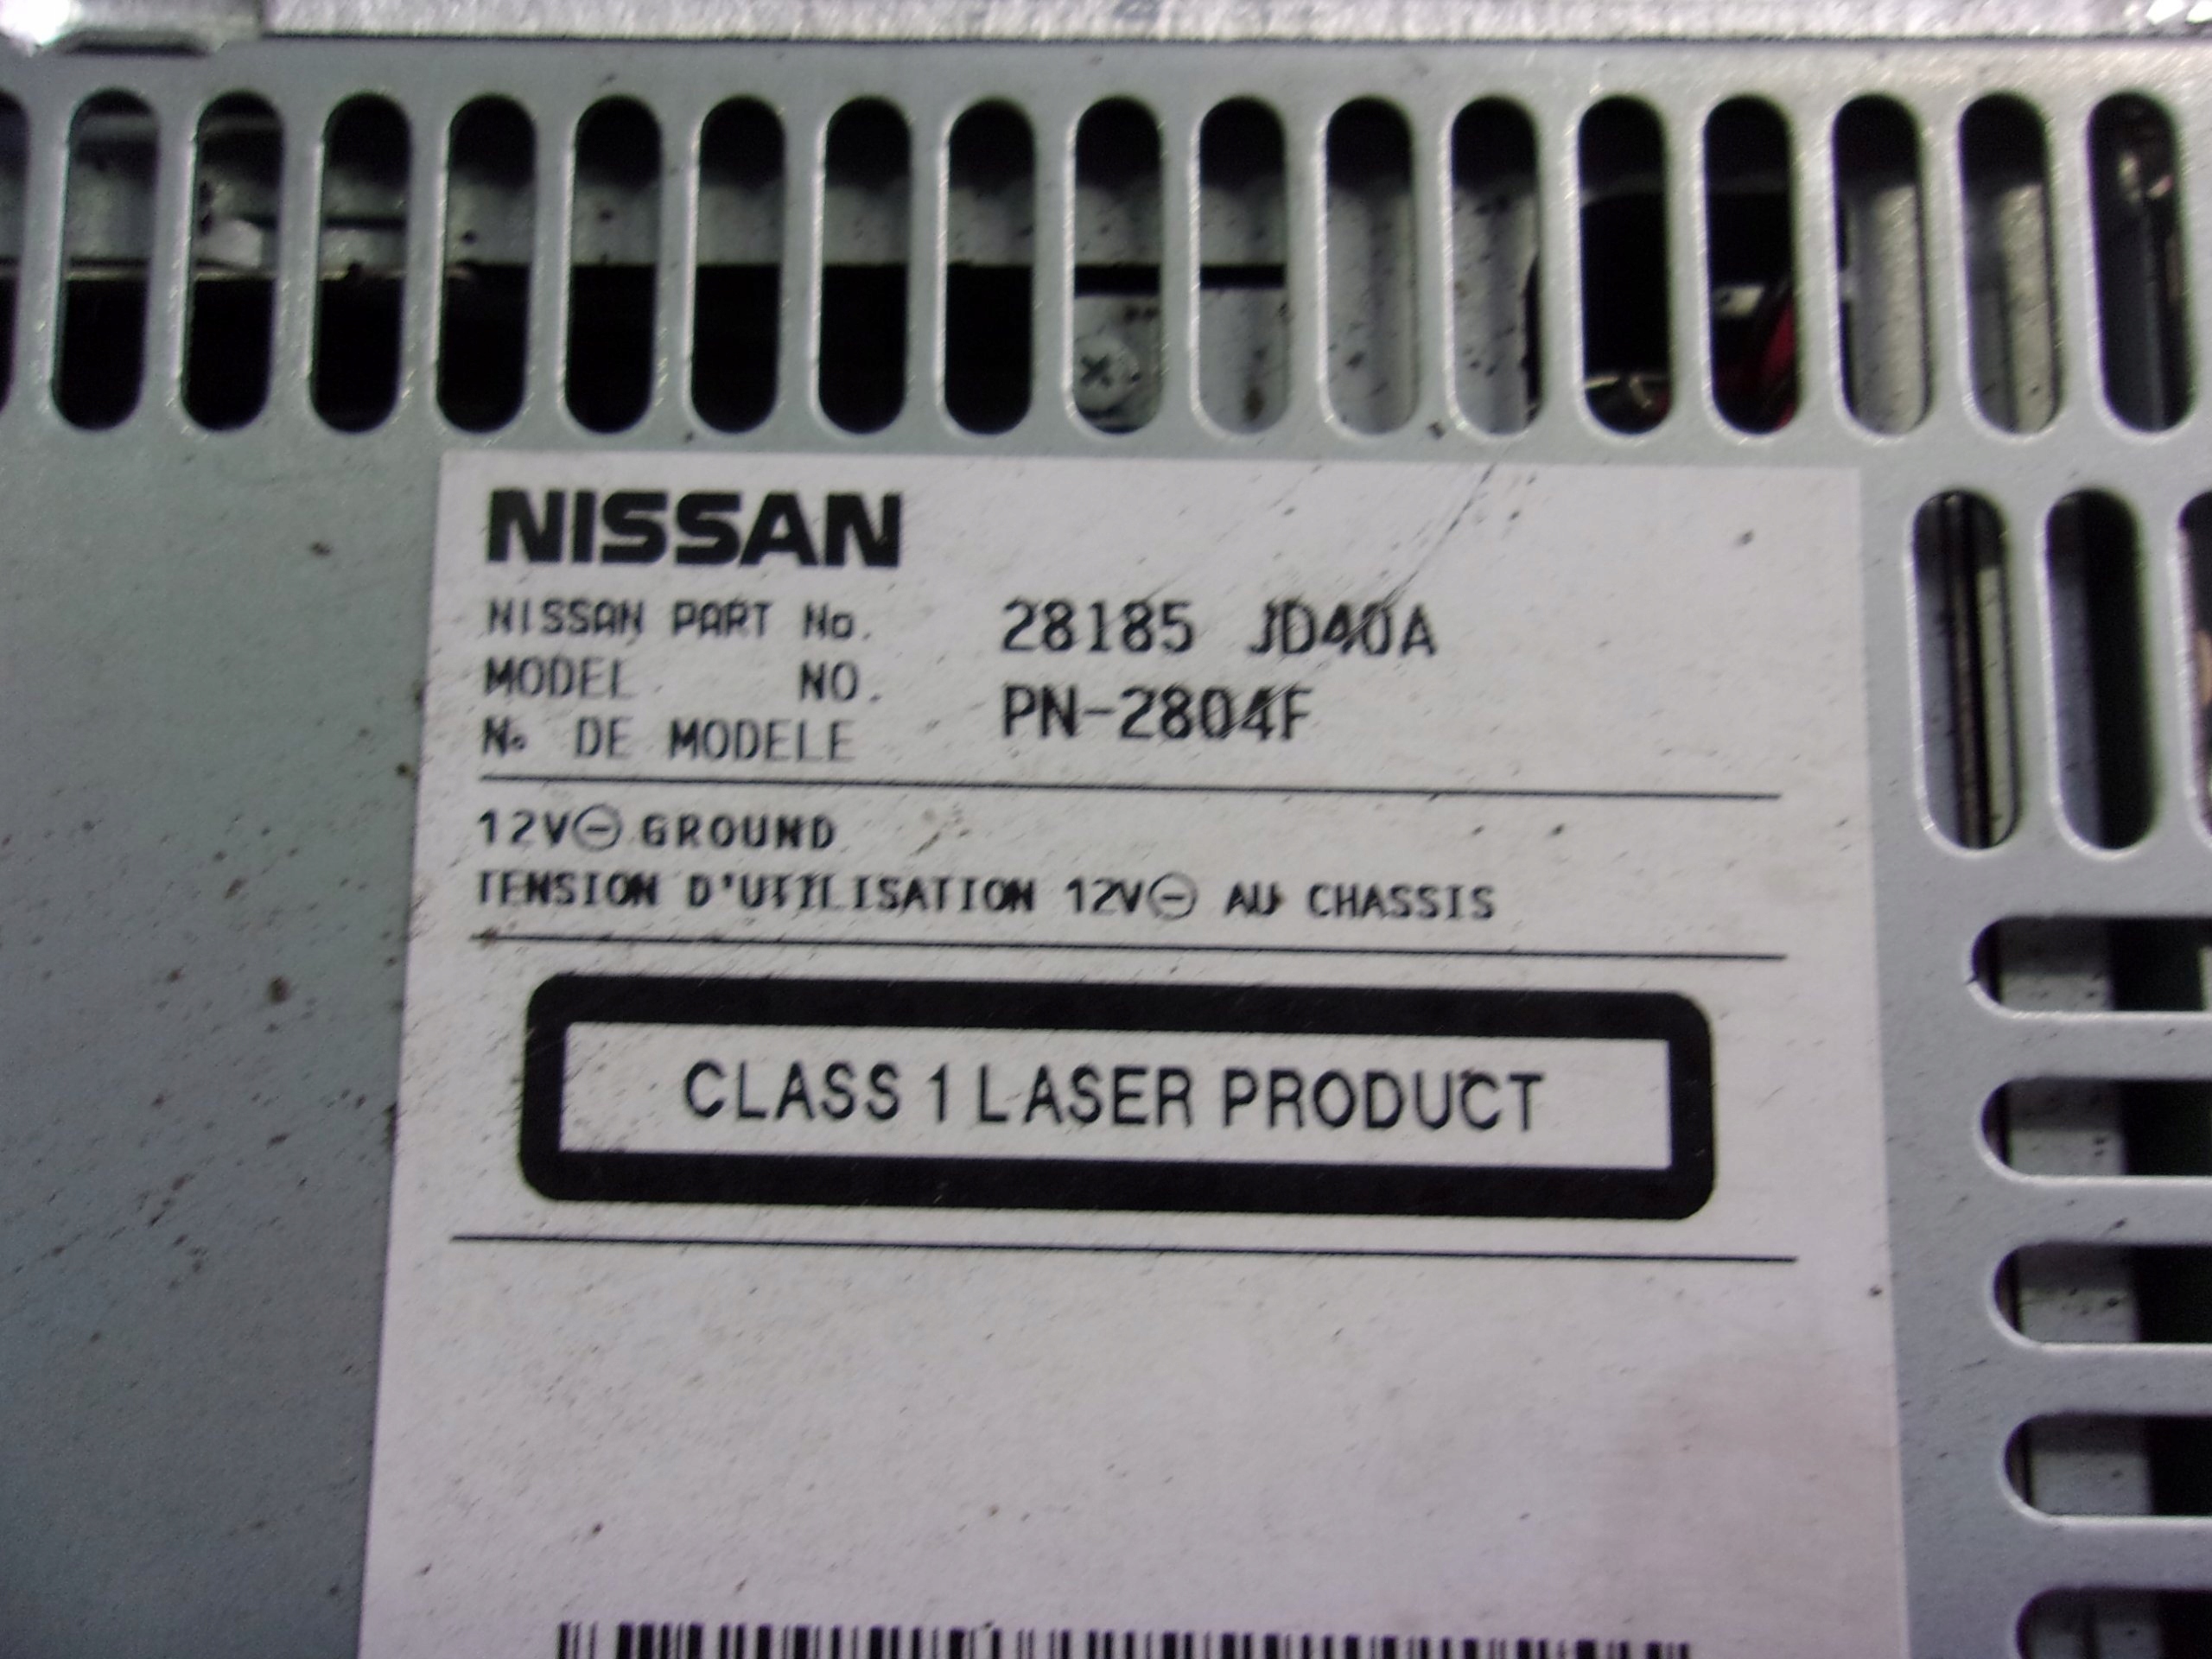 NISSAN
NISSAN PART No. 28185 JD40A
MODEL NO. PN-2804F
No DE MODELE
12V⊖ GROUND
TENSION D'UTILISATION 12V⊖ AU CHASSIS
CLASS 1 LASER PRODUCT